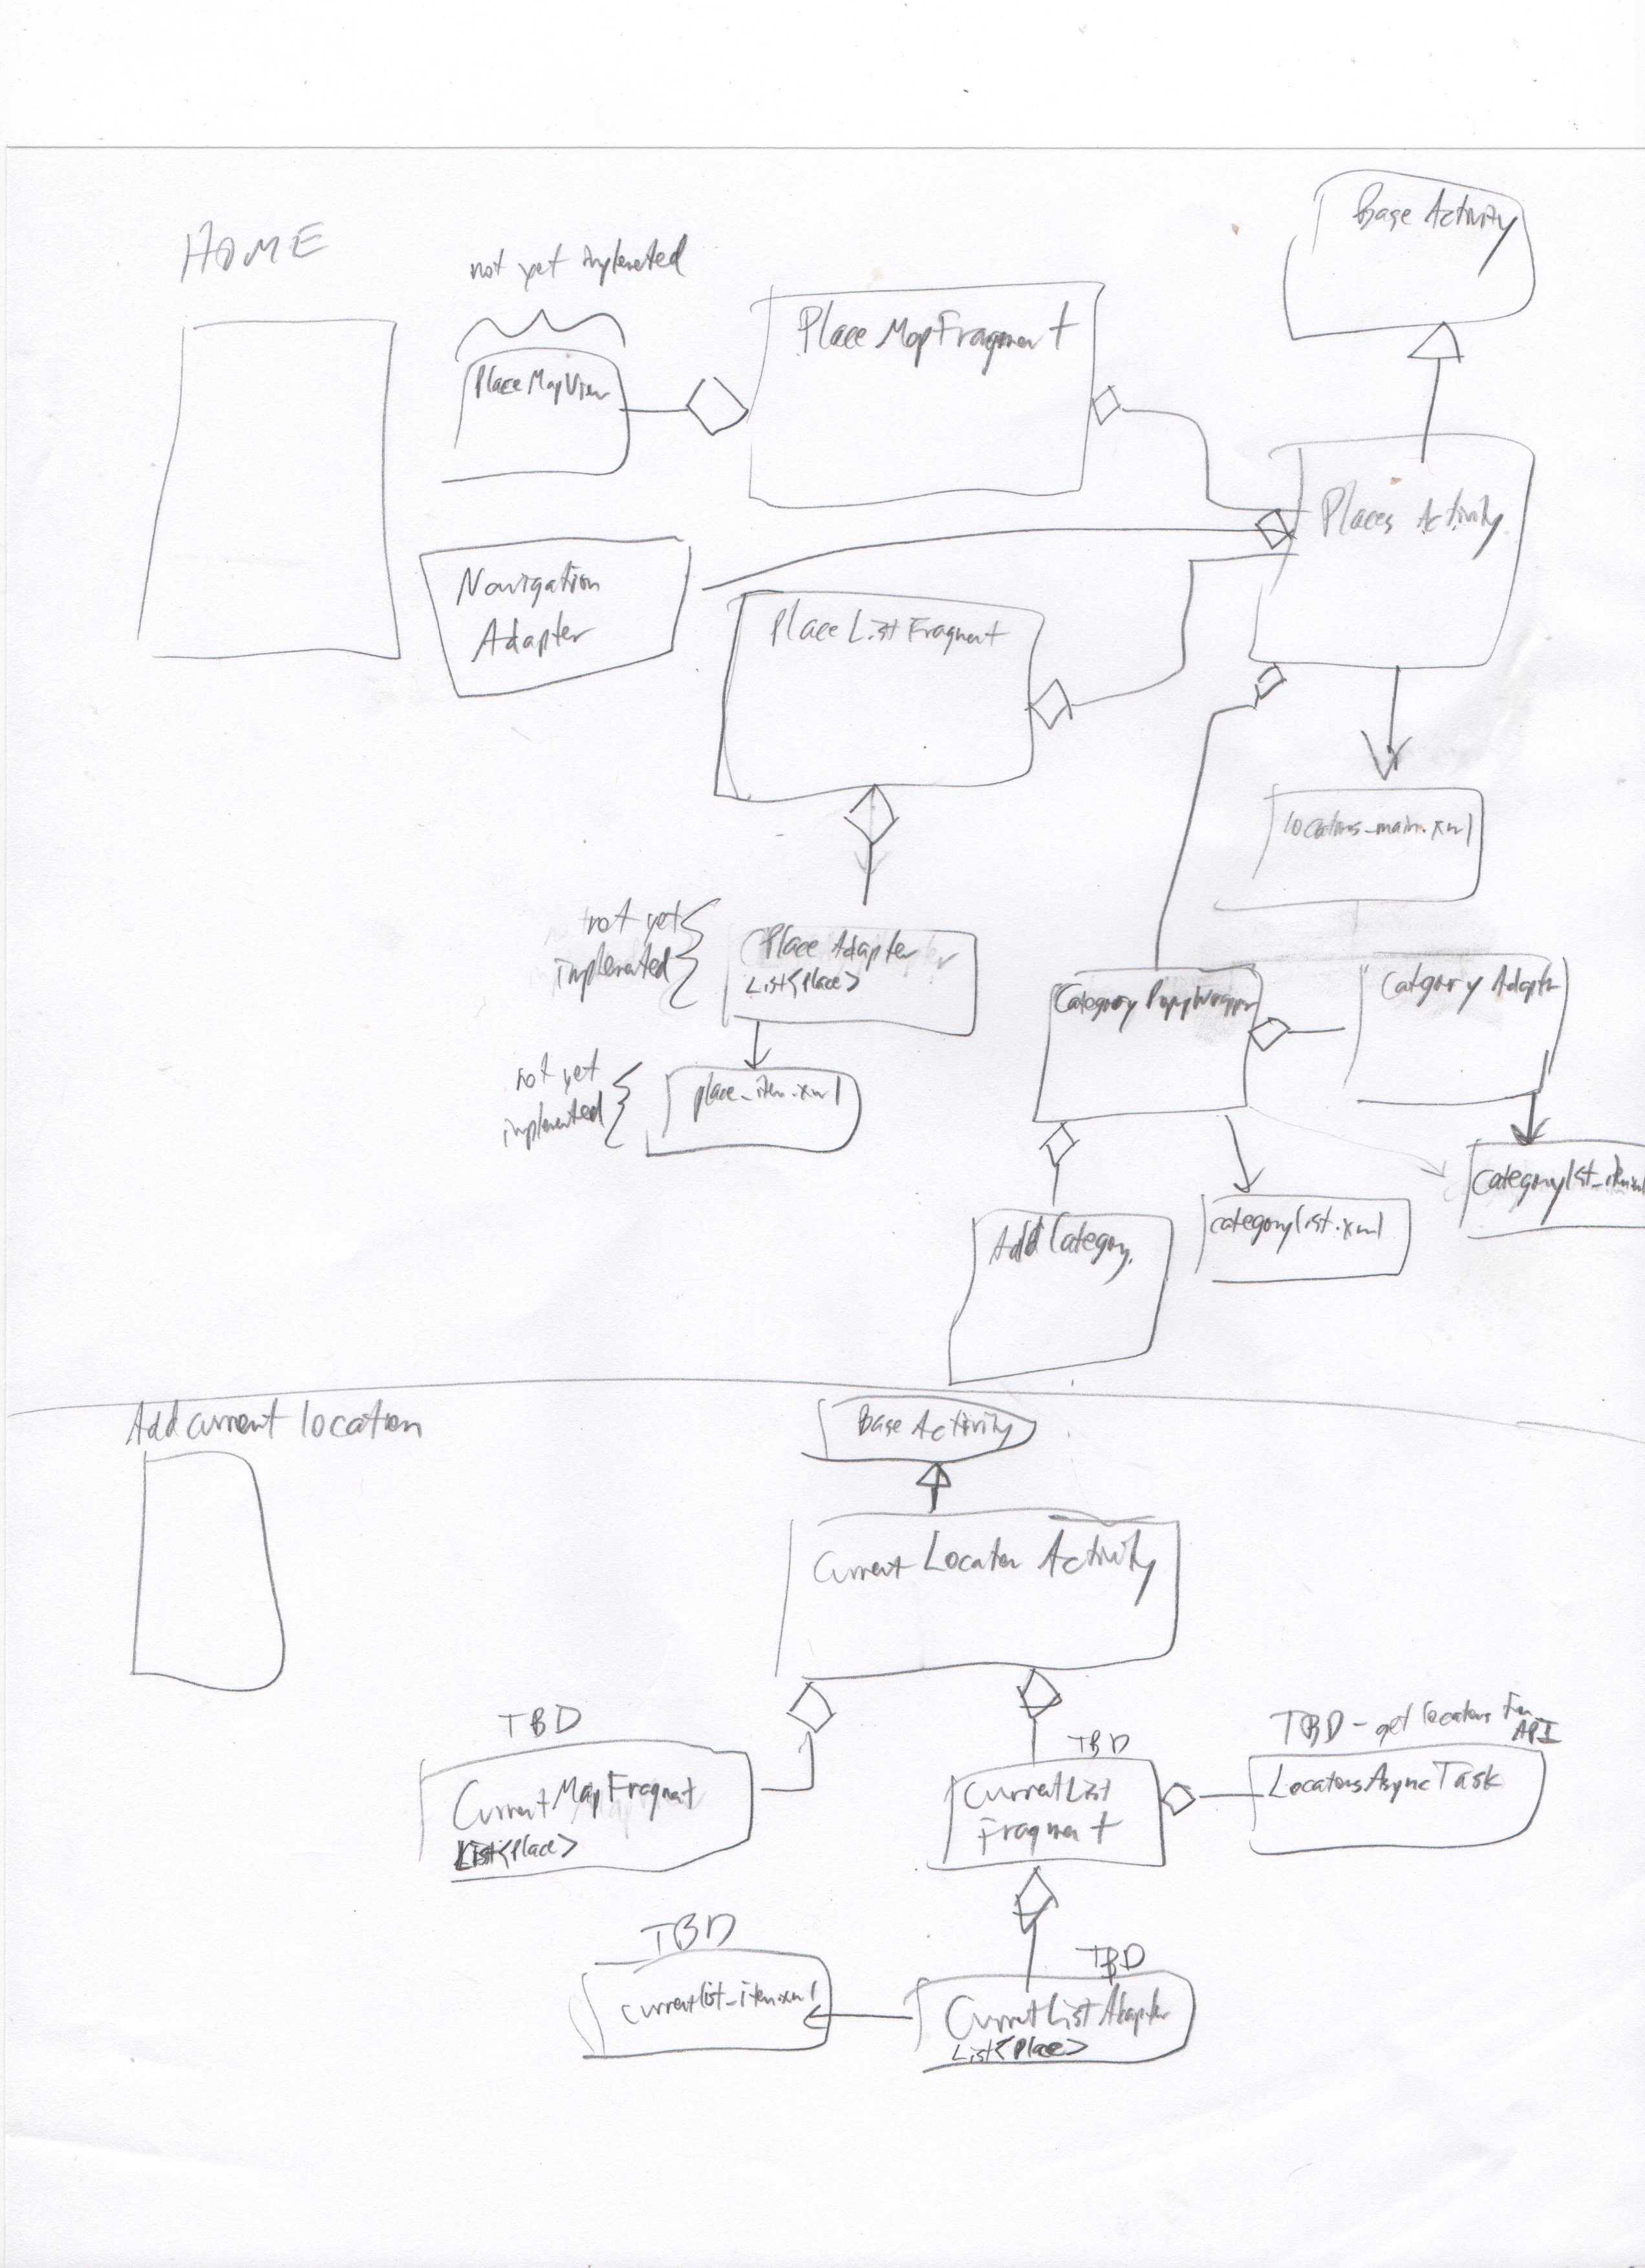 HOME
not yet implemented
Base Activity
PlaceMapFragment
PlaceMapView
Places Activity
Navigation
Adapter
PlaceListFragment
locations_main.xml
not yet
implemented
Place Adapter
List<Place>
Category PopupWrapper
Category Adapter
not yet
implemented
place_item.xml
categorylist_item.xml
Add Category
categorylist.xml
Add current location
Base Activity
Current Location Activity
TBD
TBD - get locations from
API
TBD
CurrentMapFragment
List<Place>
CurrentList
Fragment
LocationsAsyncTask
TBD
TBD
currentlist_item.xml
CurrentListAdapter
List<Place>